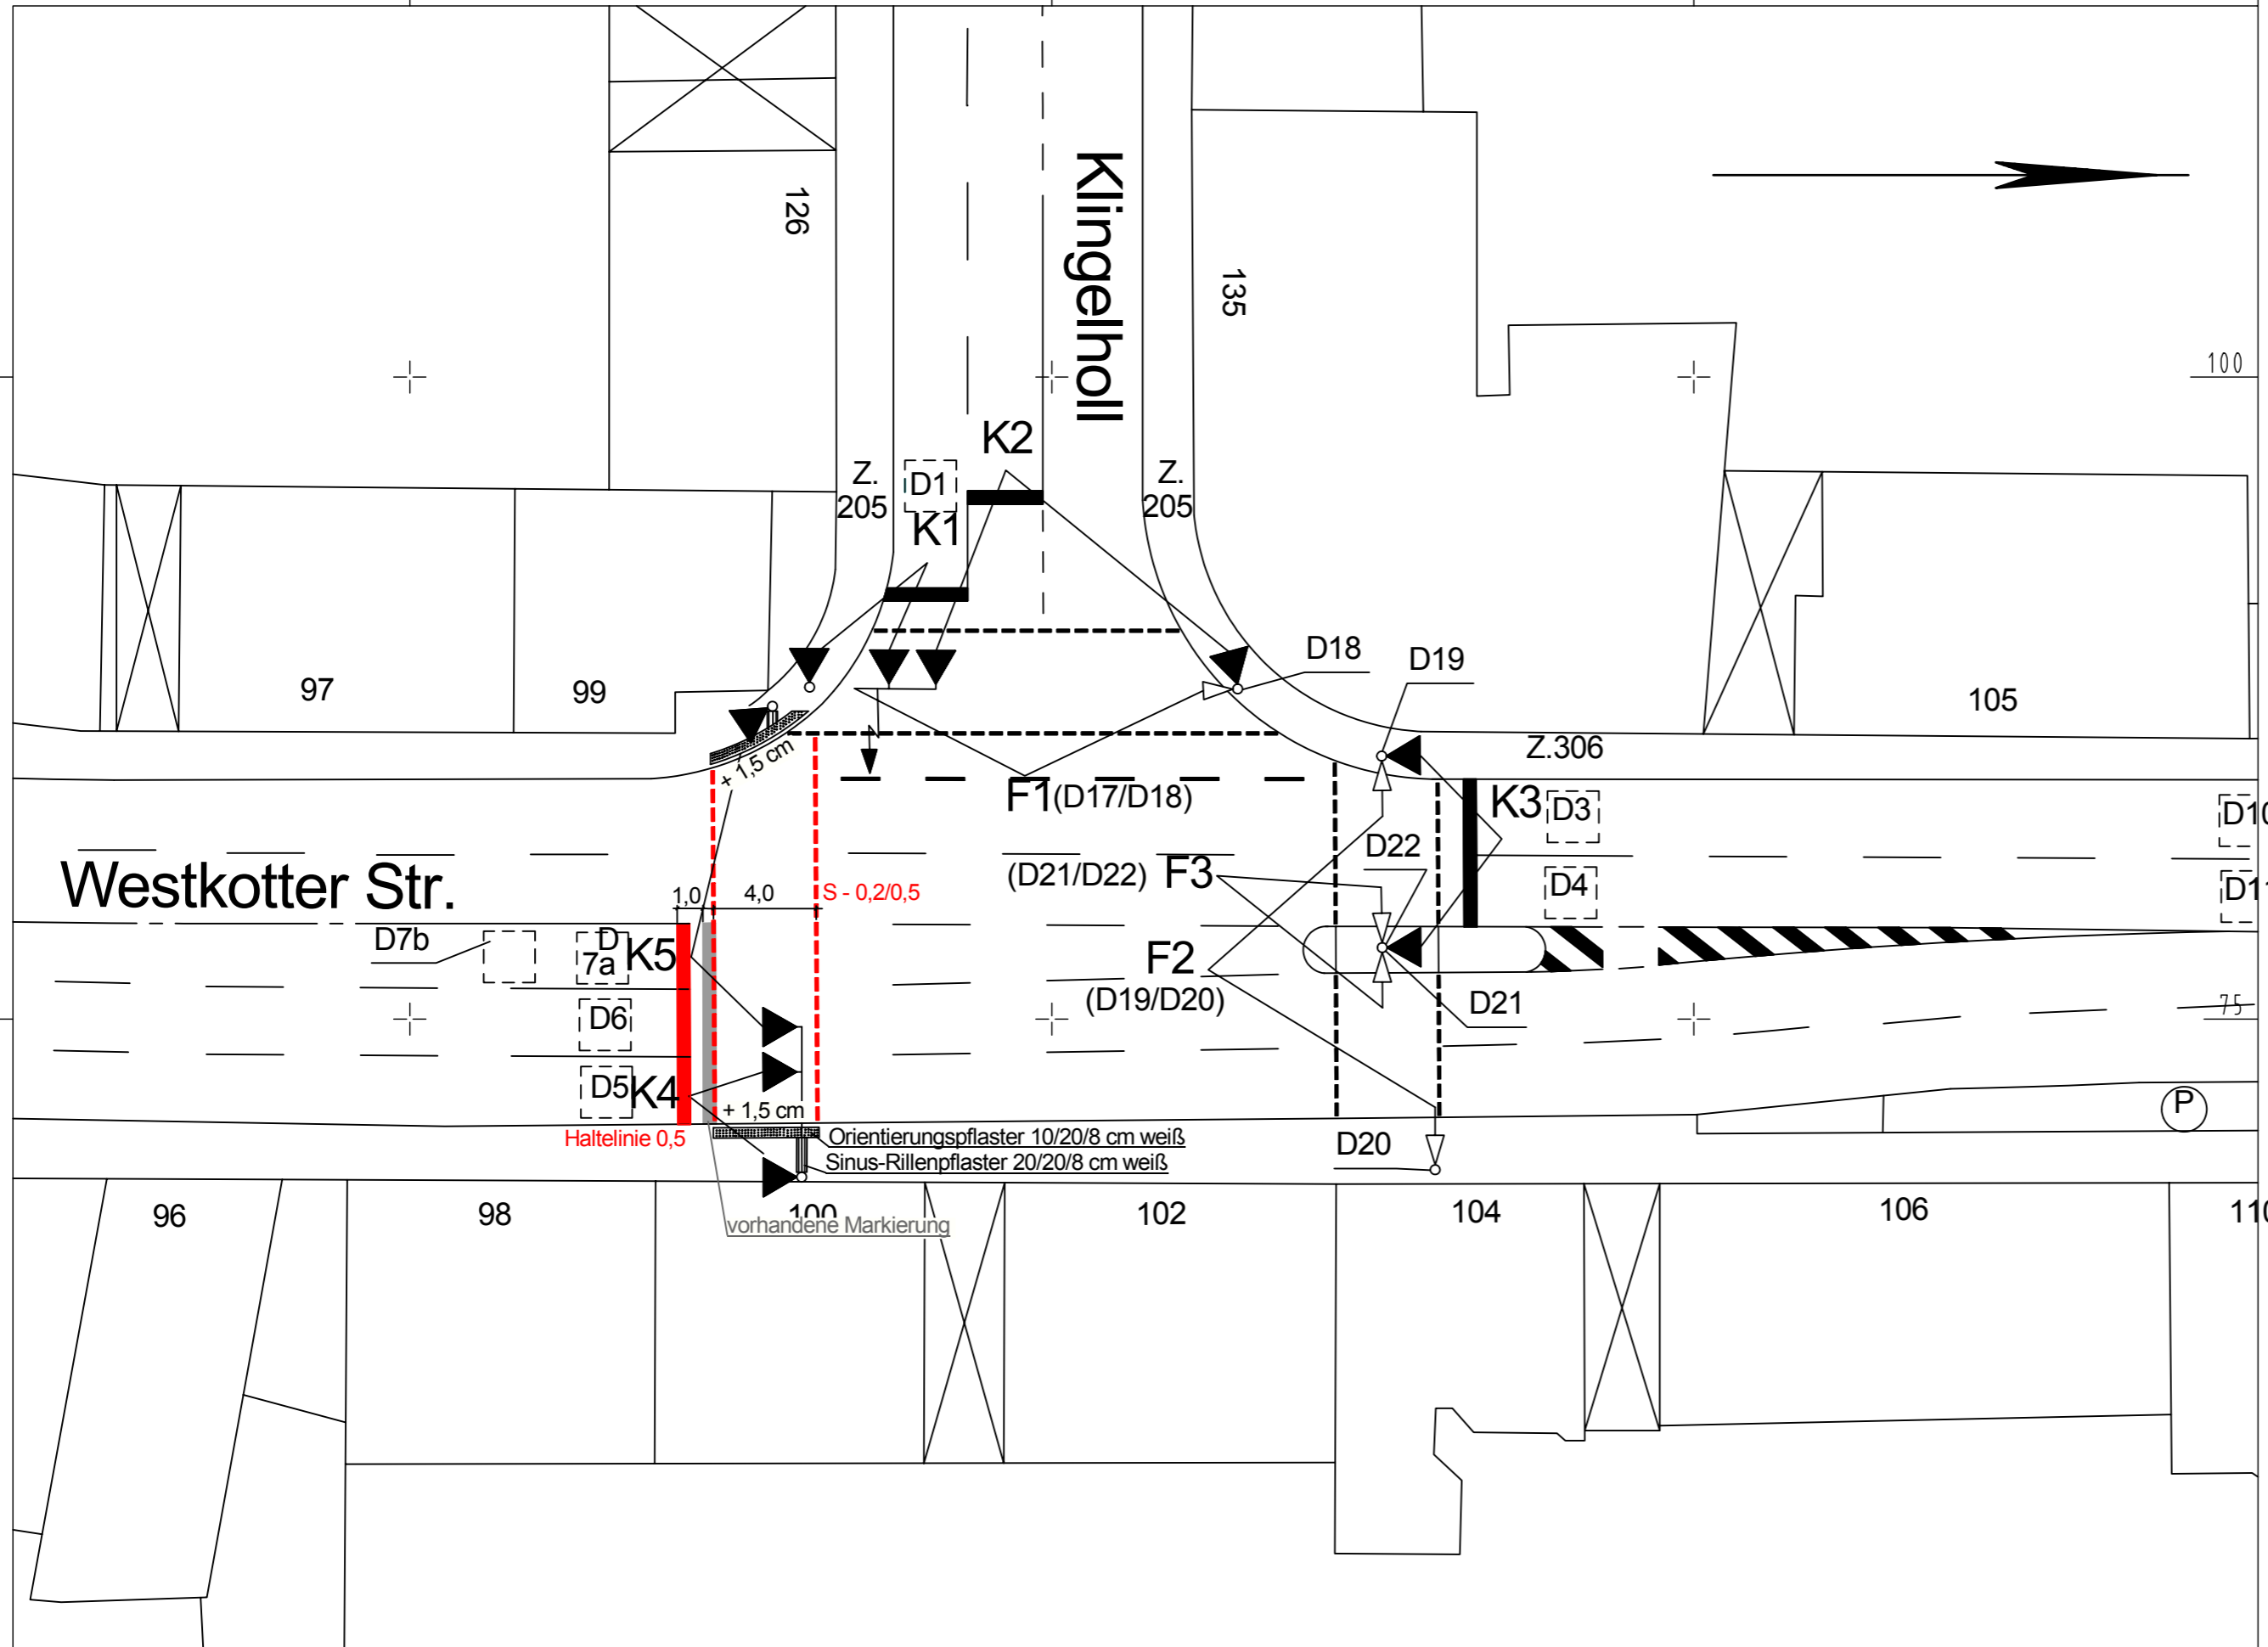 Klingelholl
126
135
100
K2
Z.
205
D1
K1
Z.
205
D18
D19
97
99
105
Z.306
+ 1,5 cm
F1(D17/D18)
K3
D3
D10
D22
(D21/D22)
F3
D4
Westkotter Str.
1,0
4,0
S - 0,2/0,5
D7b
D
7a
K5
F2
(D19/D20)
D21
75
D6
D5
K4
+ 1,5 cm
P
Haltelinie 0,5
Orientierungspflaster 10/20/8 cm weiß
Sinus-Rillenpflaster 20/20/8 cm weiß
D20
96
98
100
102
104
106
vorhandene Markierung